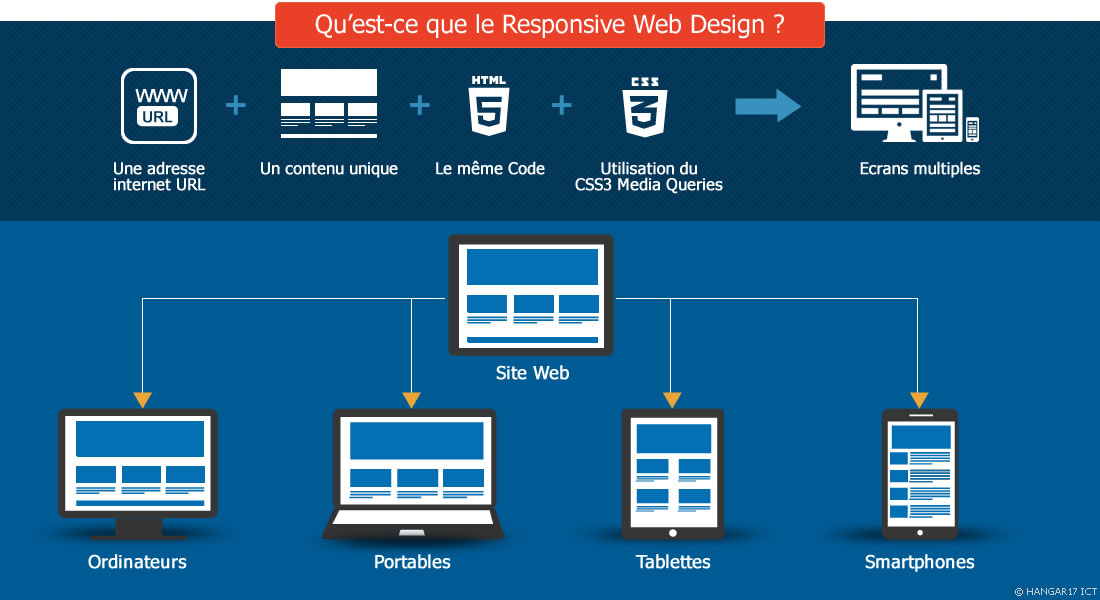 Qu’est-ce que le Responsive Web Design ?
WWW
URL
HTML
5
CSS
3
Une adresse
internet URL
Un contenu unique
Le même Code
Utilisation du
CSS3 Media Queries
Ecrans multiples
Site Web
Ordinateurs
Portables
Tablettes
Smartphones
© HANGAR17 ICT